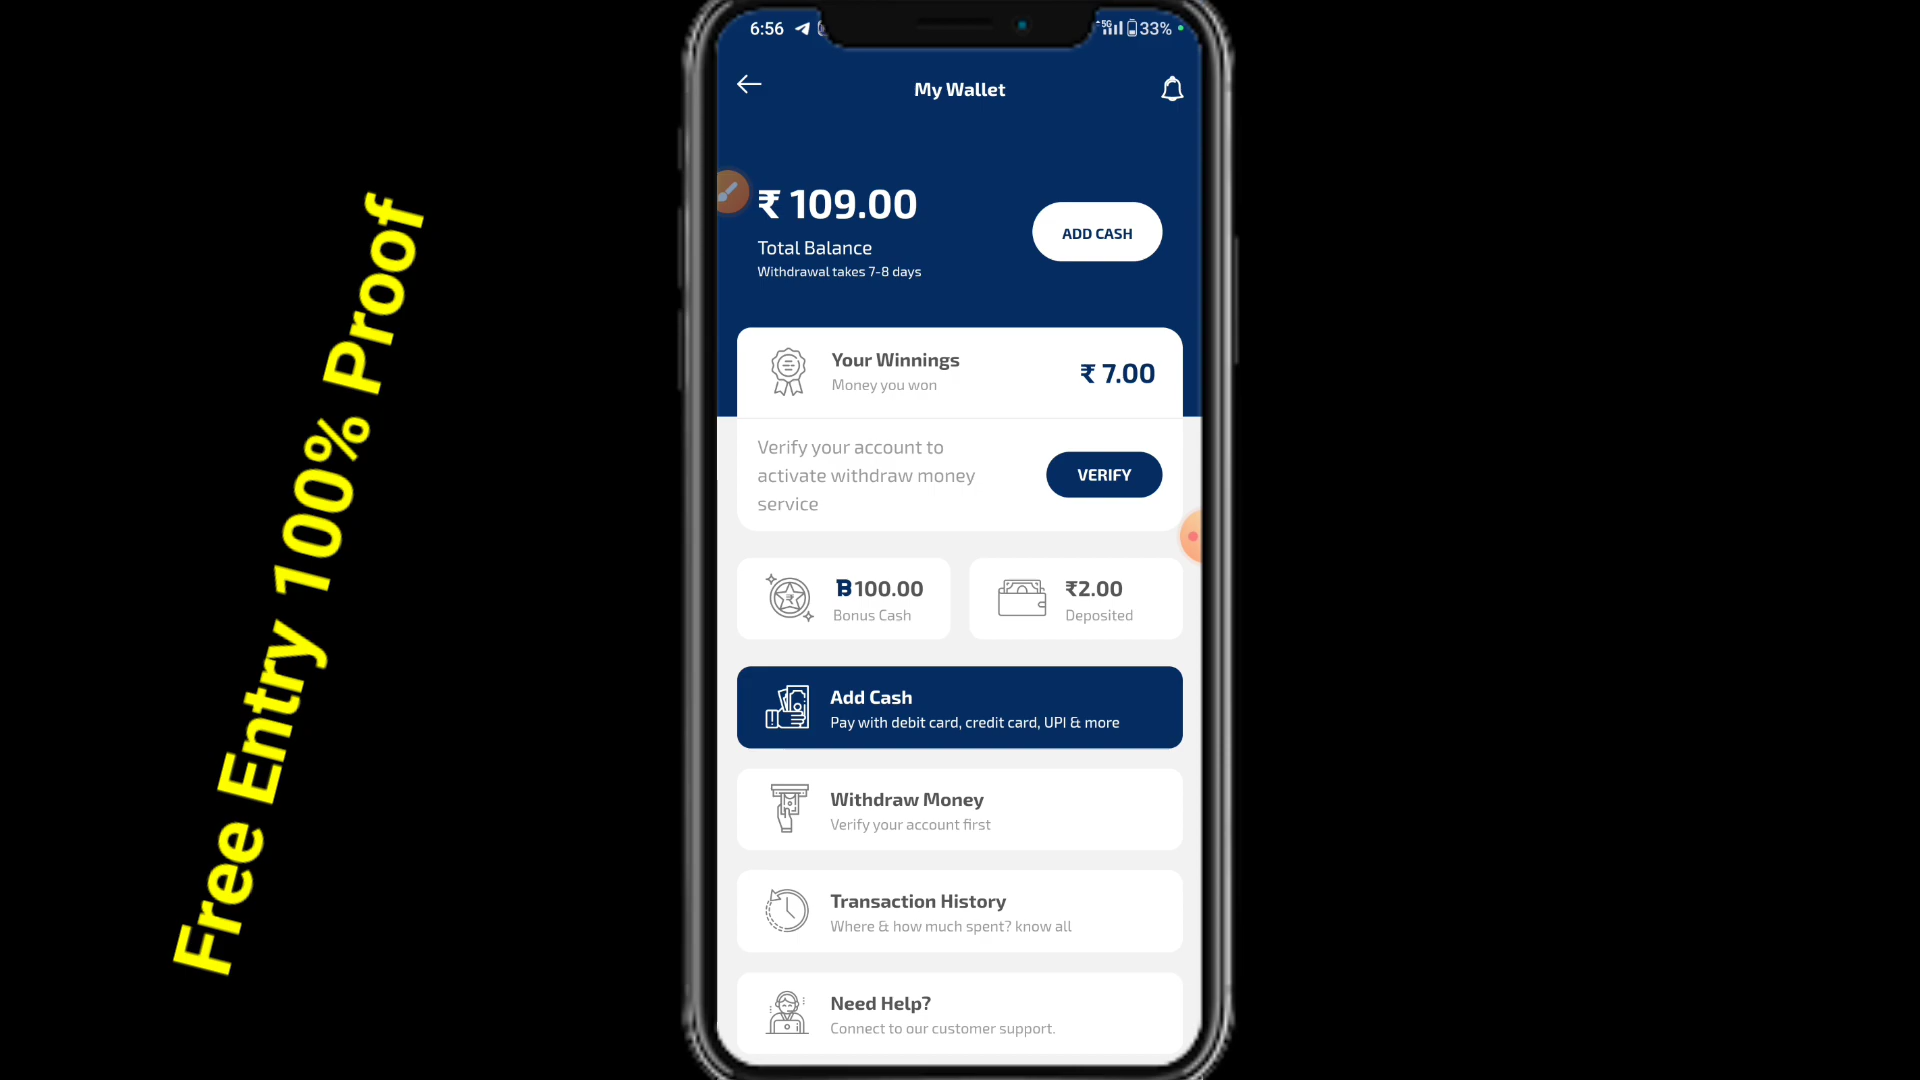 Free Entry 100% Proof
6:56
5G
33%
My Wallet
₹ 109.00
Total Balance
Withdrawal takes 7-8 days
ADD CASH
Your Winnings
Money you won
₹ 7.00
Verify your account to
activate withdraw money
service
VERIFY
B100.00
Bonus Cash
₹2.00
Deposited
Add Cash
Pay with debit card, credit card, UPI & more
Withdraw Money
Verify your account first
Transaction History
Where & how much spent? know all
Need Help?
Connect to our customer support.